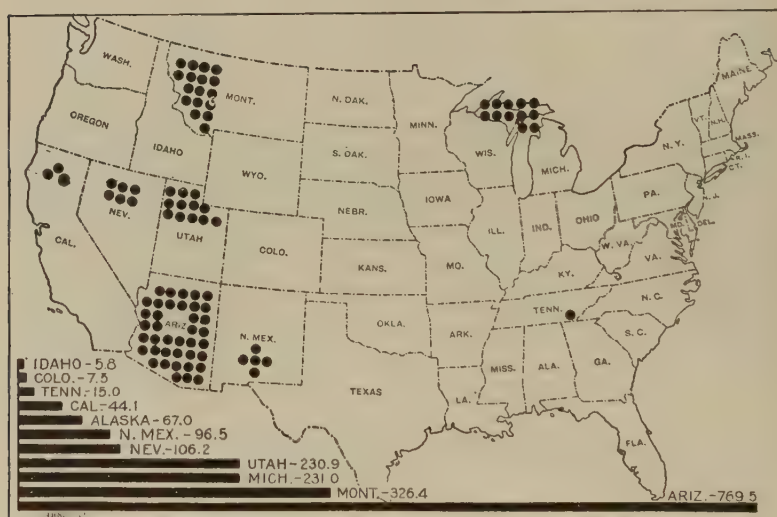 WASH.
MONT.
N. DAK.
MINN.
MAINE
OREGON
IDAHO
S. DAK.
WIS.
MICH.
N.Y.
VT.
N.H.
MASS.
R.I.
CT.
WYO.
NEBR.
IOWA
PA.
N.J.
NEV.
UTAH
COLO.
ILL.
IND.
OHIO
MD.
DEL.
CAL.
KANS.
MO.
KY.
W. VA.
VA.
ARIZ.
N. MEX.
OKLA.
ARK.
TENN.
N.C.
S.C.
TEXAS
LA.
MISS.
ALA.
GA.
FLA.
IDAHO-5.8
COLO.-7.5
TENN.-15.0
CAL.-44.1
ALASKA-67.0
N. MEX.-96.5
NEV.-106.2
UTAH-230.9
MICH.-231.0
MONT.-326.4
ARIZ.-769.5